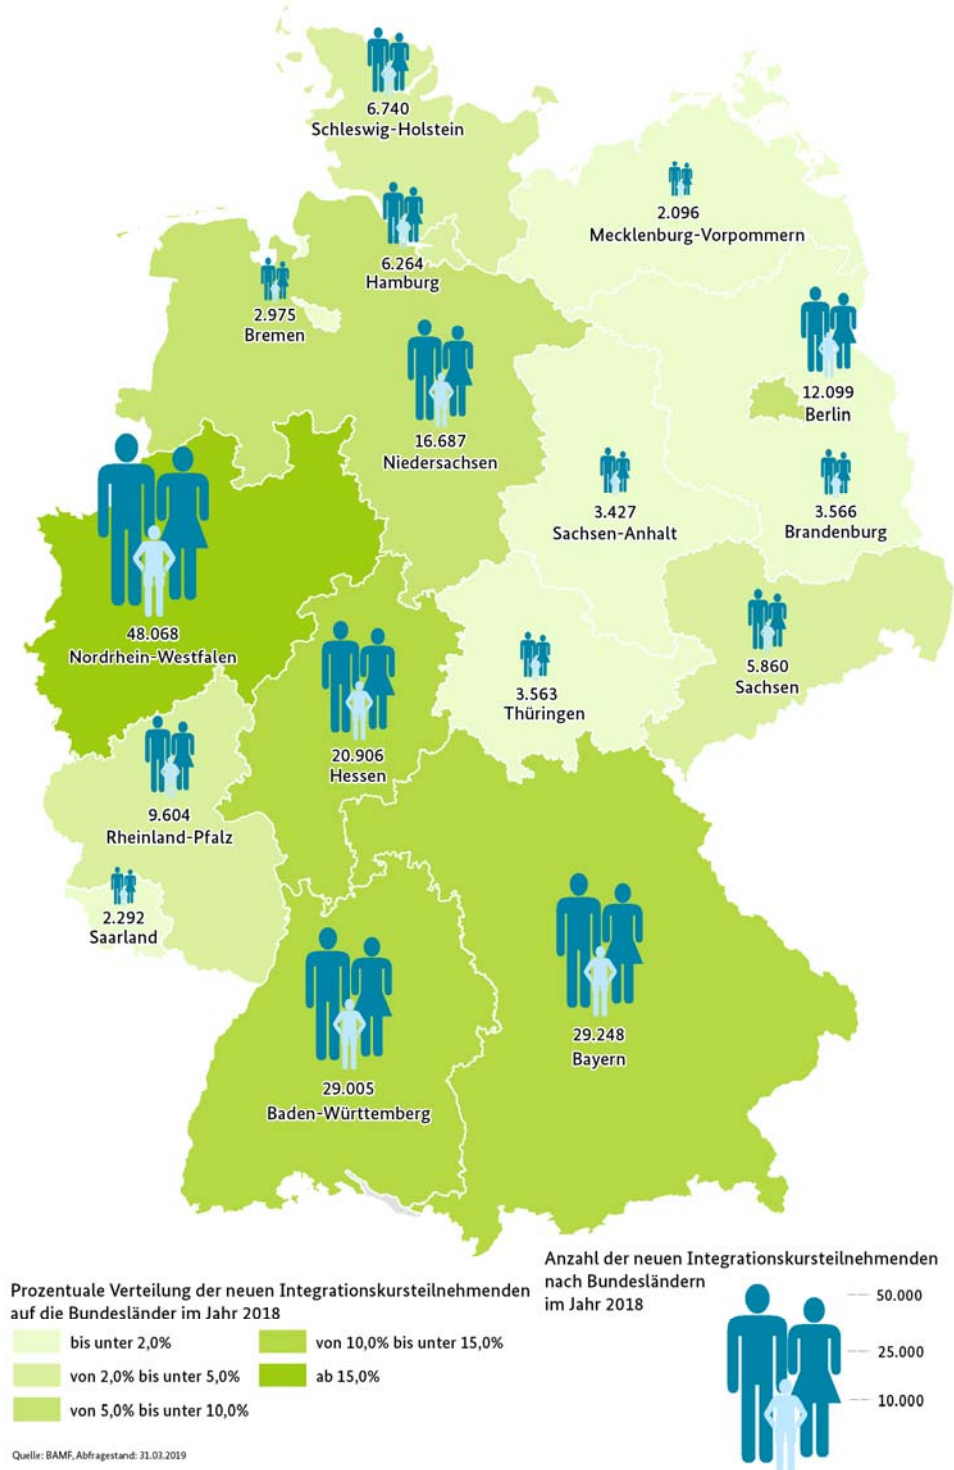 6.740
Schleswig-Holstein
2.096
Mecklenburg-Vorpommern
6.264
Hamburg
2.975
Bremen
12.099
Berlin
16.687
Niedersachsen
3.427
Sachsen-Anhalt
3.566
Brandenburg
48.068
Nordrhein-Westfalen
5.860
Sachsen
3.563
Thüringen
20.906
Hessen
9.604
Rheinland-Pfalz
2.292
Saarland
29.248
Bayern
29.005
Baden-Württemberg
Prozentuale Verteilung der neuen Integrationskursteilnehmenden
auf die Bundesländer im Jahr 2018
bis unter 2,0%
von 2,0% bis unter 5,0%
von 5,0% bis unter 10,0%
von 10,0% bis unter 15,0%
ab 15,0%
Anzahl der neuen Integrationskursteilnehmenden
nach Bundesländern
im Jahr 2018
50.000
25.000
10.000
Quelle: BAMF, Abfragestand: 31.03.2019